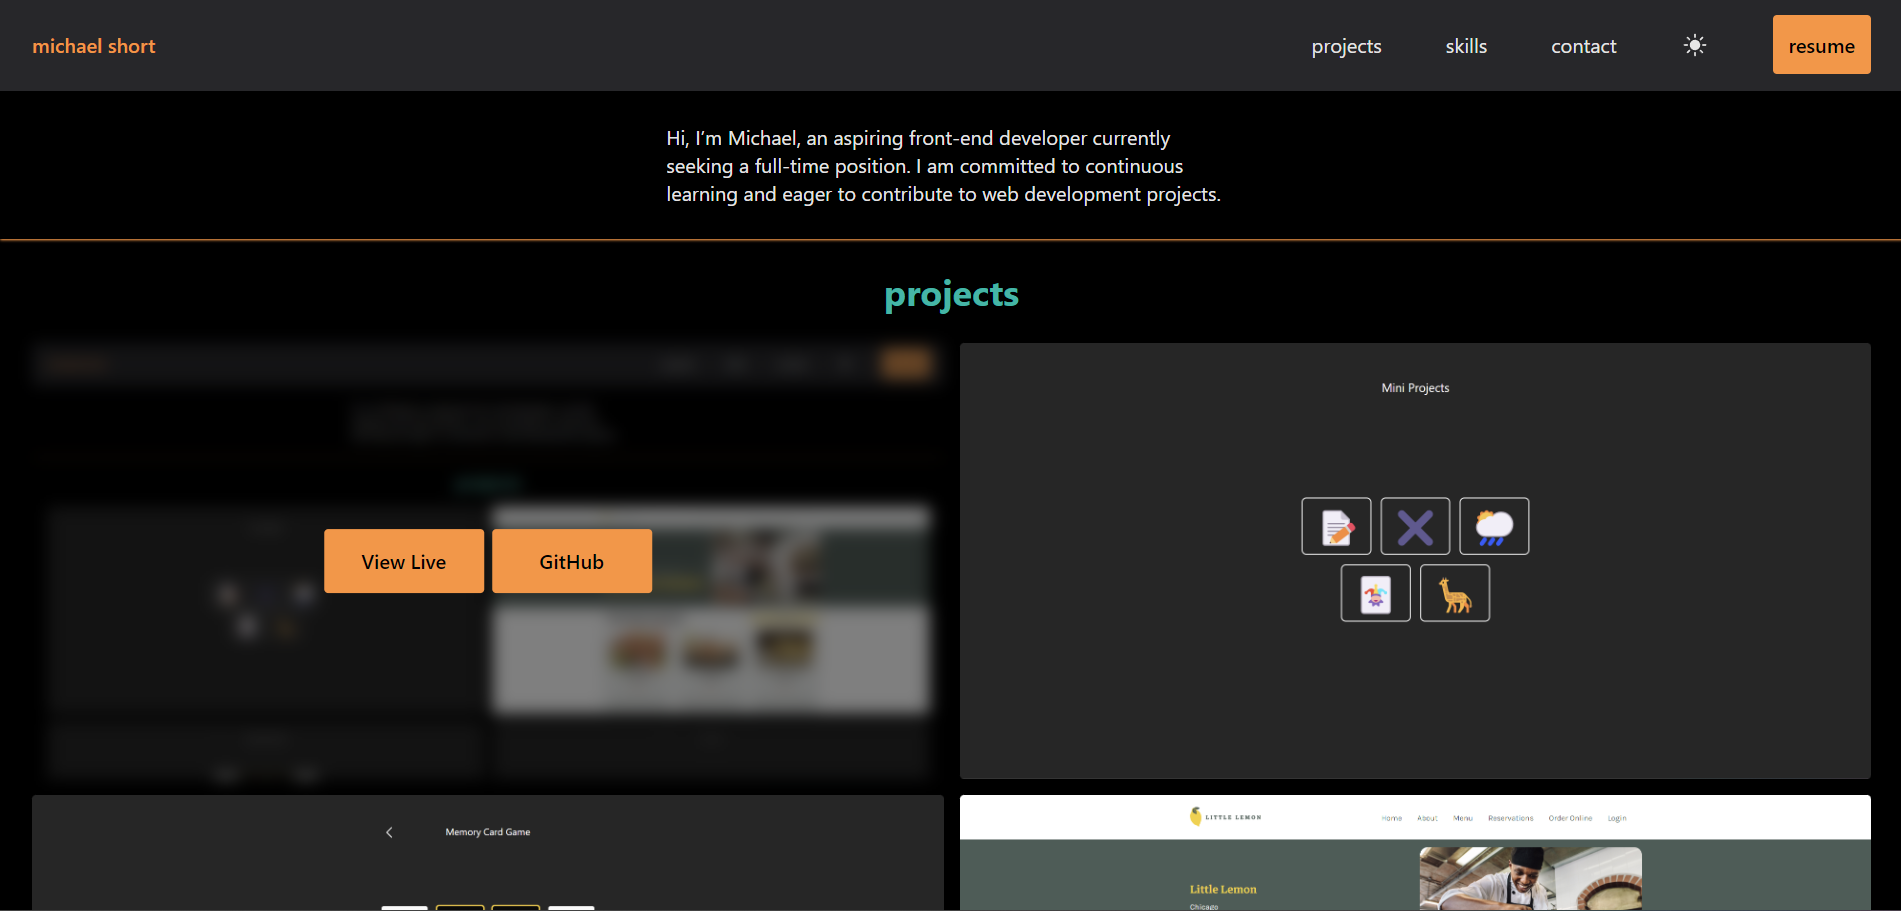 michael short
projects
skills
contact
resume
Hi, I’m Michael, an aspiring front-end developer currently
seeking a full-time position. I am committed to continuous
learning and eager to contribute to web development projects.
projects
View Live
GitHub
Mini Projects
Memory Card Game
LITTLE LEMON
Home
About
Menu
Reservations
Order Online
Login
Little Lemon
Chicago